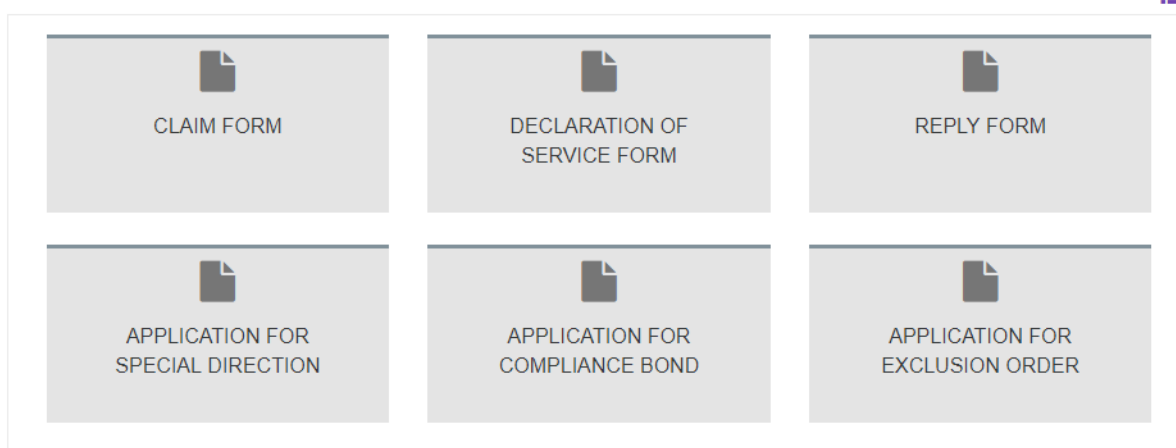 CLAIM FORM
DECLARATION OF
SERVICE FORM
REPLY FORM
APPLICATION FOR
SPECIAL DIRECTION
APPLICATION FOR
COMPLIANCE BOND
APPLICATION FOR
EXCLUSION ORDER